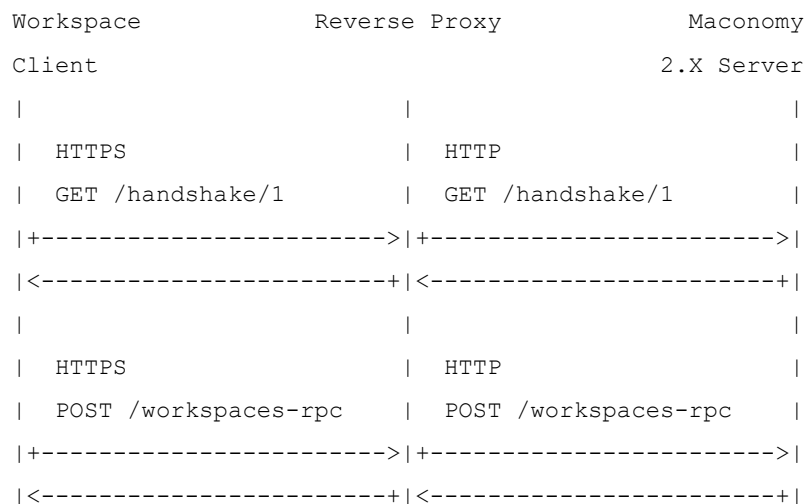 Workspace          Reverse Proxy             Maconomy
Client                                       2.X Server
|                          |                          |
|  HTTPS                   |  HTTP                    |
|  GET /handshake/1        |  GET /handshake/1        |
|+------------------------>|+------------------------>|
|<------------------------+|<------------------------+|
|                          |                          |
|  HTTPS                   |  HTTP                    |
|  POST /workspaces-rpc    |  POST /workspaces-rpc    |
|+------------------------>|+------------------------>|
|<------------------------+|<------------------------+|